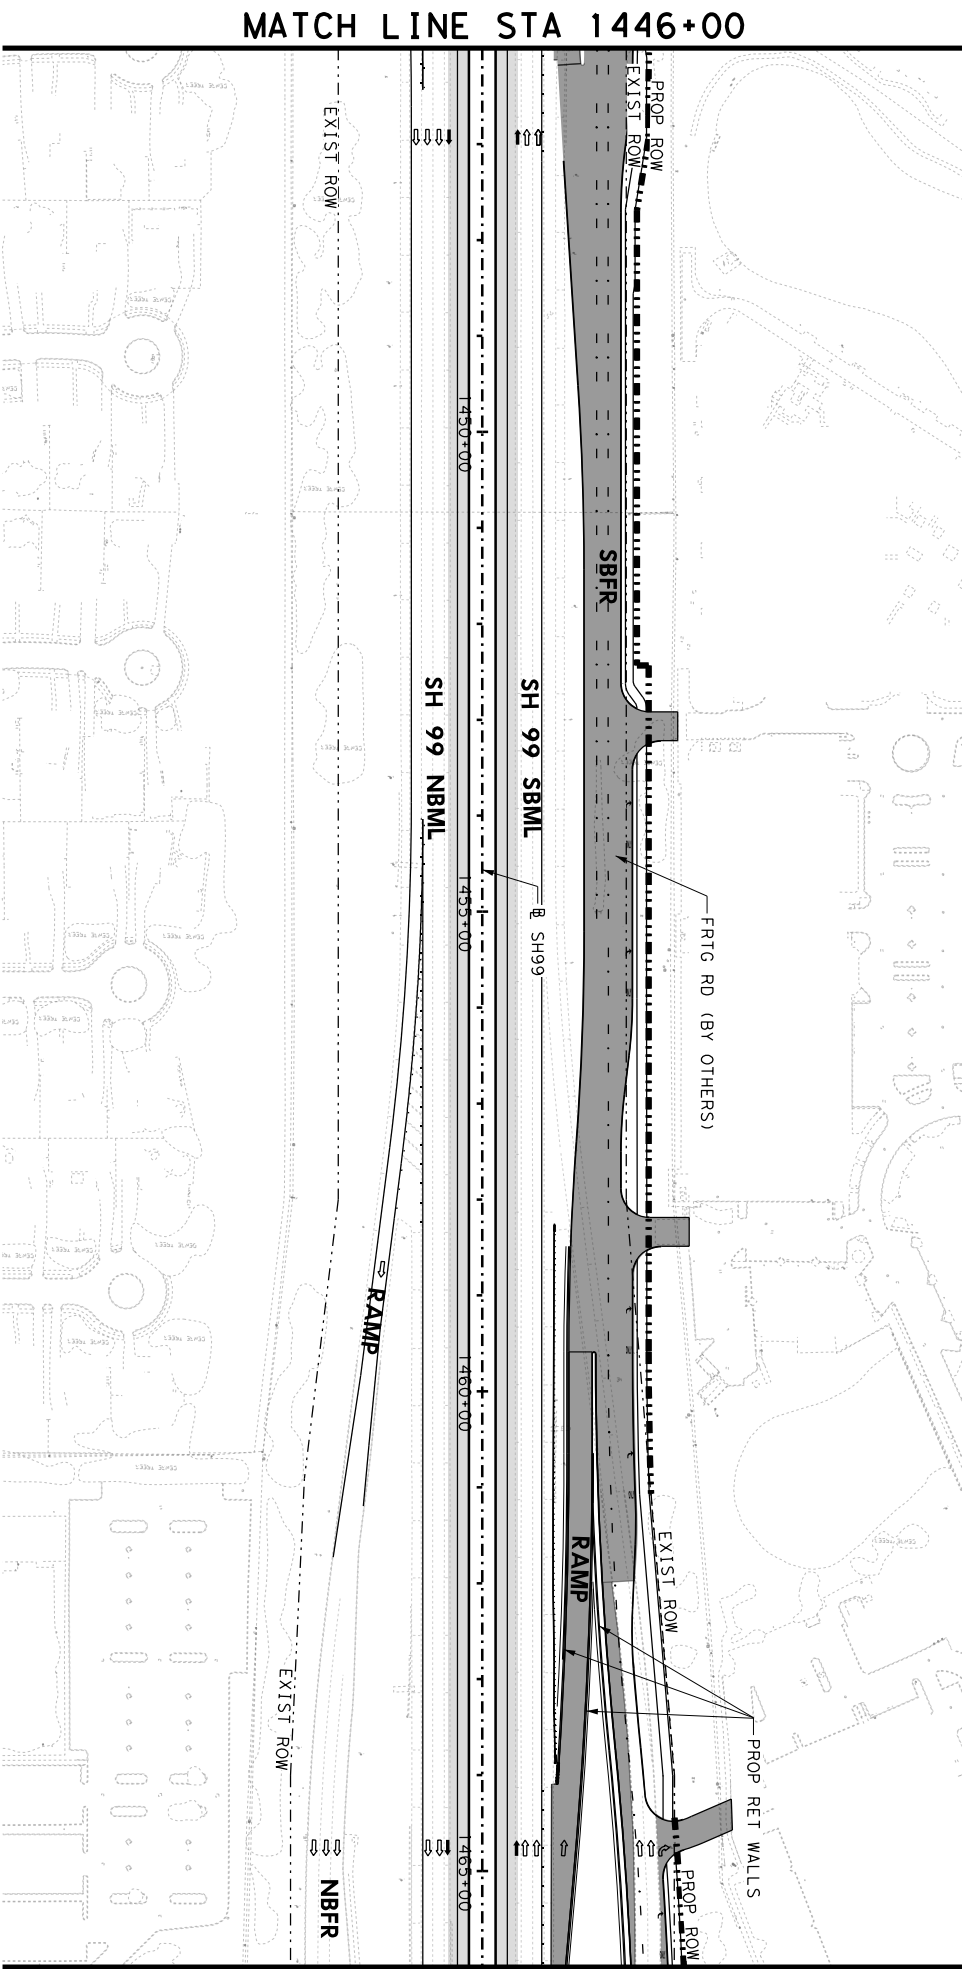 MATCH LINE STA 1446+00
EXIST ROW
EXIST ROW
PROP ROW
1450+00
SBFR
SH 99 NBML
SH 99 SBML
1455+00
SH99
FRTG RD (BY OTHERS)
RAMP
1460+00
RAMP
EXIST ROW
EXIST ROW
PROP RET WALLS
1465+00
NBFR
PROP ROW